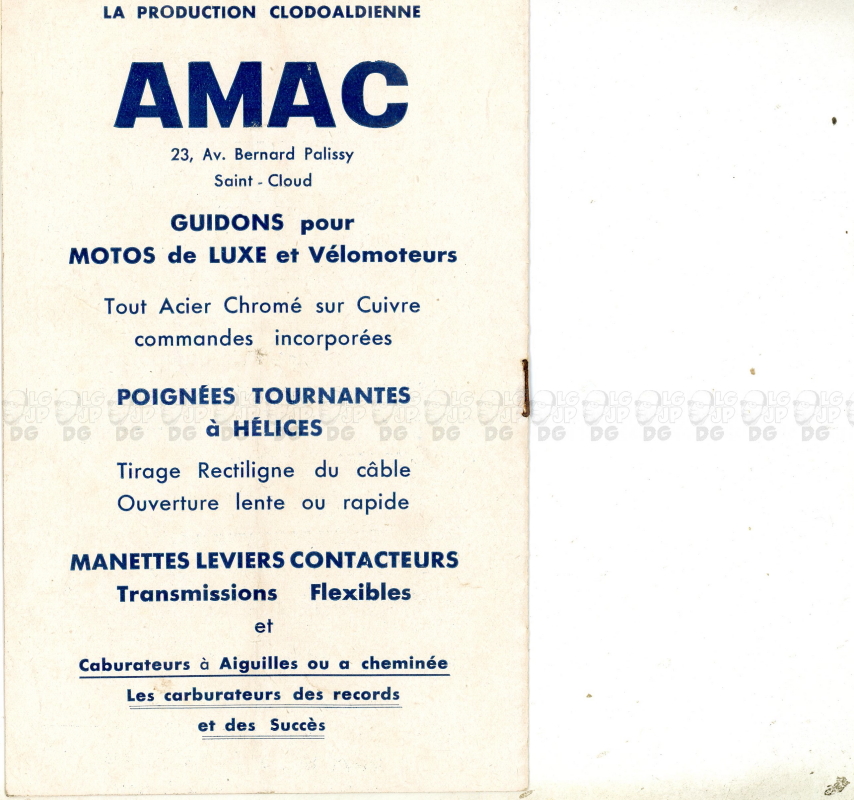 LA PRODUCTION CLODOALDIENNE
AMAC
23, Av. Bernard Palissy
Saint - Cloud
GUIDONS pour
MOTOS de LUXE et Vélomoteurs
Tout Acier Chromé sur Cuivre
commandes incorporées
POIGNÉES TOURNANTES
à HÉLICES
Tirage Rectiligne du câble
Ouverture lente ou rapide
MANETTES LEVIERS CONTACTEURS
Transmissions Flexibles
et
Caburateurs à Aiguilles ou a cheminée
Les carburateurs des records
et des Succès